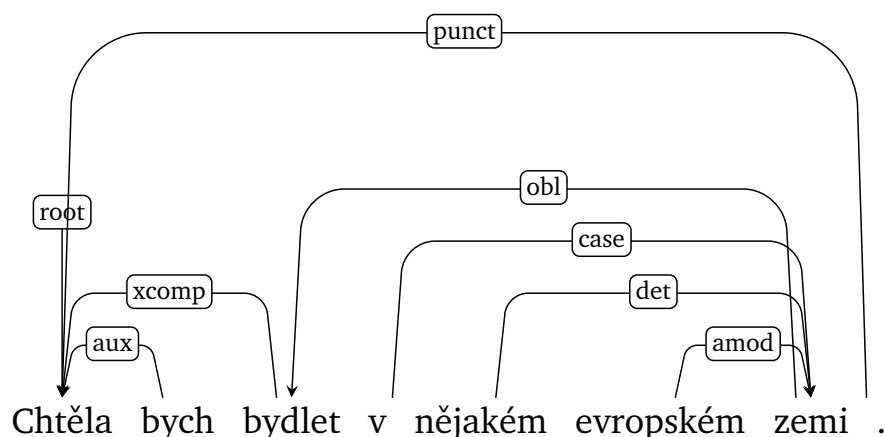 punct
obl
root
case
xcomp
det
aux
amod
Chtěla bych bydlet v nějakém evropském zemi .